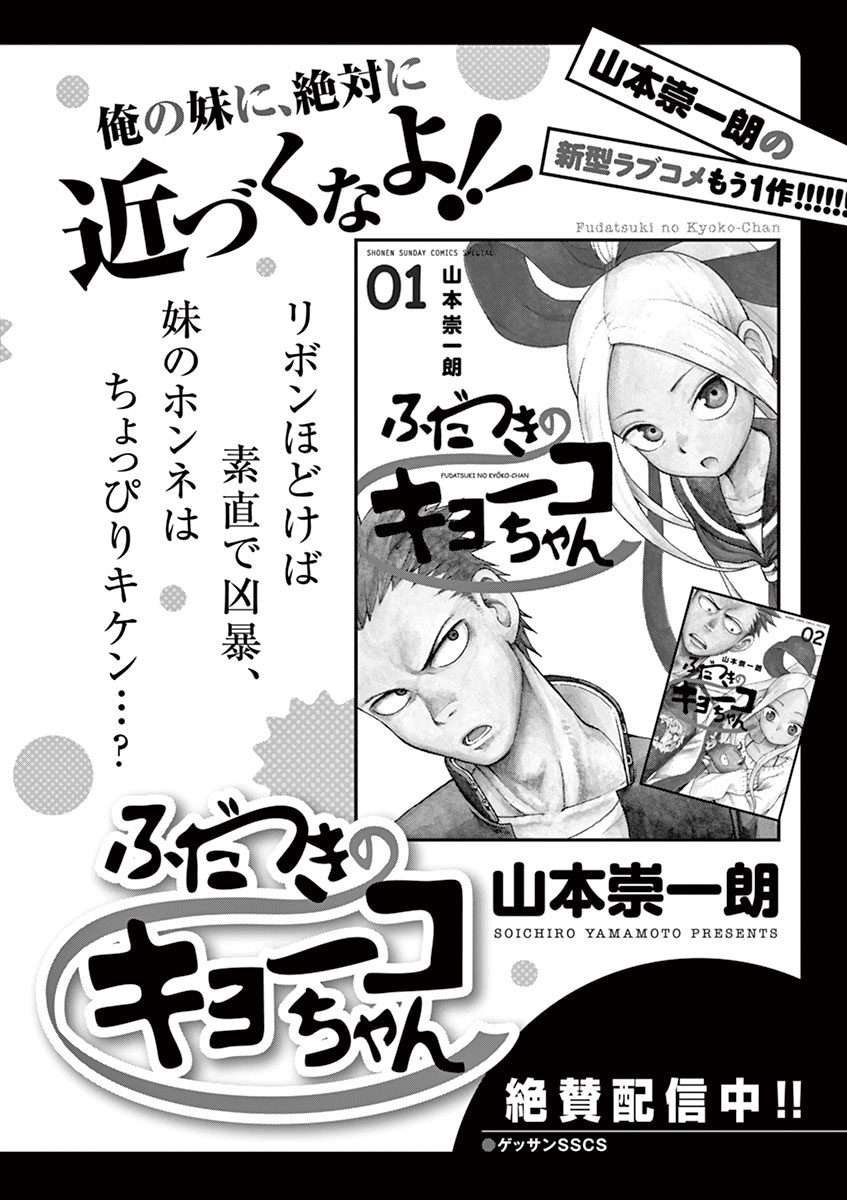 山本崇一朗の
新型ラブコメもう1作!!!!!!
俺の妹に、絶対に
近づくなよ!!
Fudatsuki no Kyoko-Chan
SHONEN SUNDAY COMICS SPECIAL
01
山本崇一朗
ふだつきの
FUDATSUKI NO KYŌKO-CHAN
キョーコ
ちゃん
リボンほどけば
素直で凶暴、
妹のホンネは
ちょっぴりキケン…?
02
山本崇一朗
ふだつきの
キョーコ
ちゃん
ふだつきの
キョーコ
ちゃん
山本崇一朗
SOICHIRO YAMAMOTO PRESENTS
絶賛配信中!!
●ゲッサンSSCS